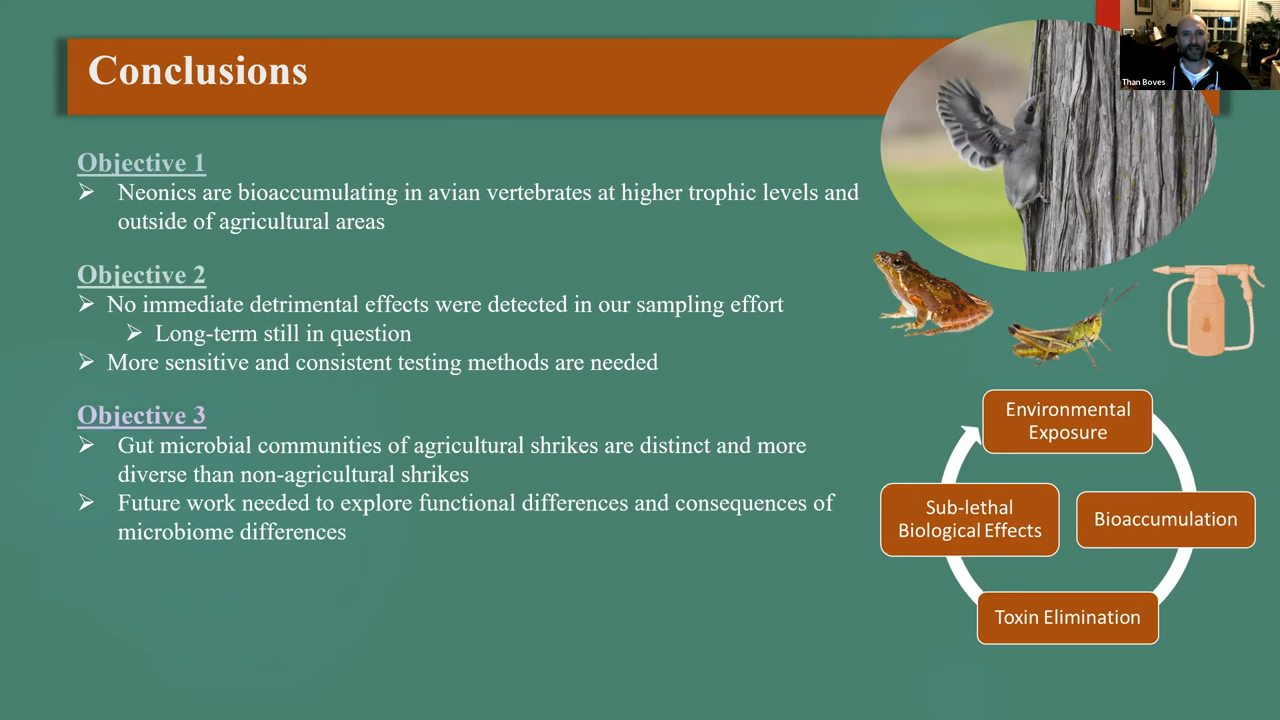 Conclusions
Than Boves
Objective 1
➢ Neonics are bioaccumulating in avian vertebrates at higher trophic levels and
outside of agricultural areas
Objective 2
➢ No immediate detrimental effects were detected in our sampling effort
➢ Long-term still in question
➢ More sensitive and consistent testing methods are needed
Objective 3
➢ Gut microbial communities of agricultural shrikes are distinct and more
diverse than non-agricultural shrikes
➢ Future work needed to explore functional differences and consequences of
microbiome differences
Environmental
Exposure
Bioaccumulation
Toxin Elimination
Sub-lethal
Biological Effects